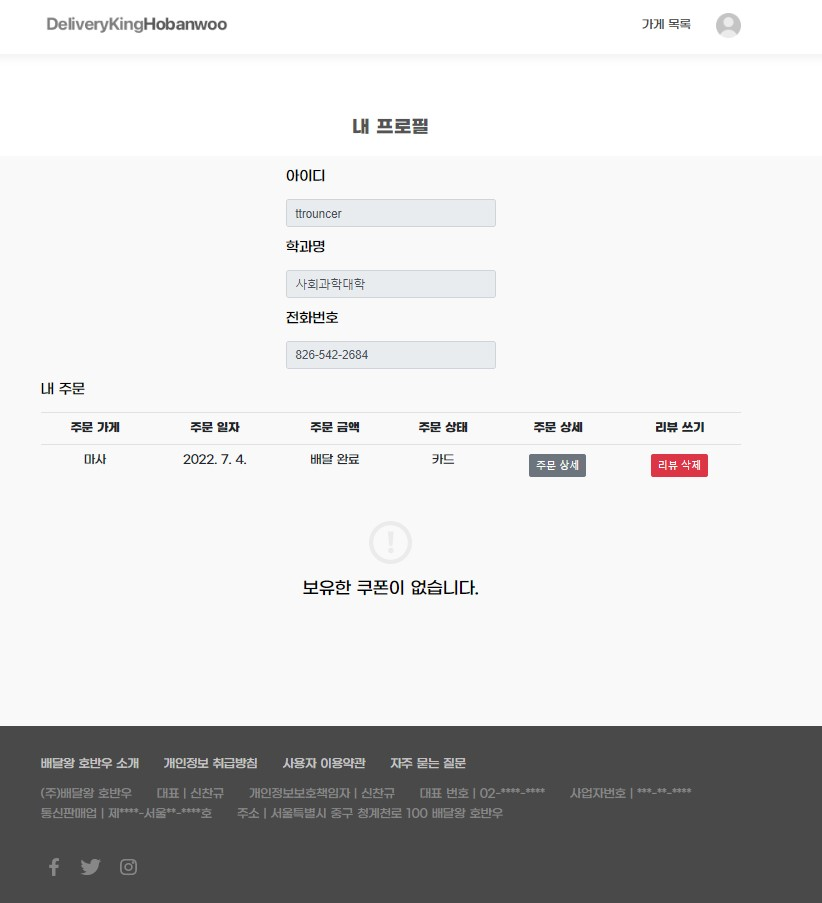 DeliveryKingHobanwoo 가게 목록
내 프로필
아이디
ttrouncer
학과명
사회과학대학
전화번호
826-542-2684
내 주문
주문 가게 주문 일자 주문 금액 주문 상태 주문 상세 리뷰 쓰기
마사 2022. 7. 4. 배달 완료 카드 주문 상세 리뷰 삭제
보유한 쿠폰이 없습니다.
배달왕 호반우 소개 개인정보 취급방침 사용자 이용약관 자주 묻는 질문
(주)배달왕 호반우 대표 | 신찬규 개인정보보호책임자 | 신찬규 대표 번호 | 02-****-**** 사업자번호 | ***-**-****
통신판매업 | 제****-서울**-****호 주소 | 서울특별시 중구 청계천로 100 배달왕 호반우